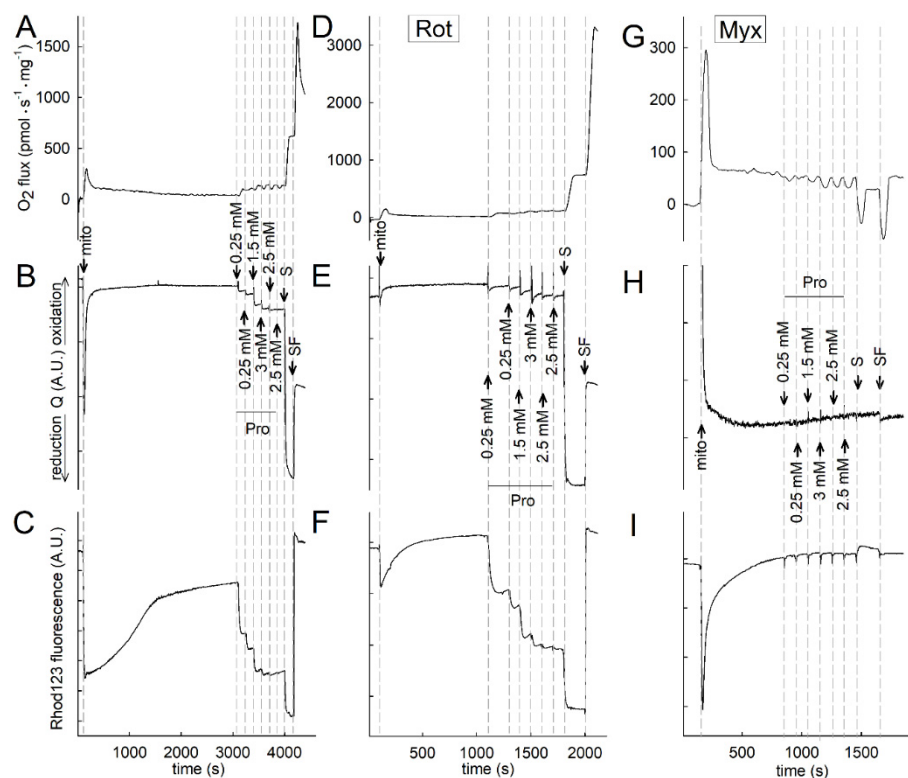 A
O2 flux (pmol · s-1 · mg-1)
1500
1000
500
0
mito
0.25 mM
1.5 mM
2.5 mM
S
B
reduction Q (A.U.) oxidation
0.25 mM
3 mM
2.5 mM
SF
Pro
C
Rhod123 fluorescence (A.U.)
1000 2000 3000 4000
time (s)
D
Rot
3000
2000
1000
0
mito
S
E
0.25 mM
3 mM
2.5 mM
SF
0.25 mM
1.5 mM
2.5 mM
Pro
F
0 500 1000 1500 2000
time (s)
G
Myx
300
200
100
0
H
Pro
0.25 mM
1.5 mM
2.5 mM
S
SF
mito
0.25 mM
3 mM
2.5 mM
I
500 1000 1500
time (s)